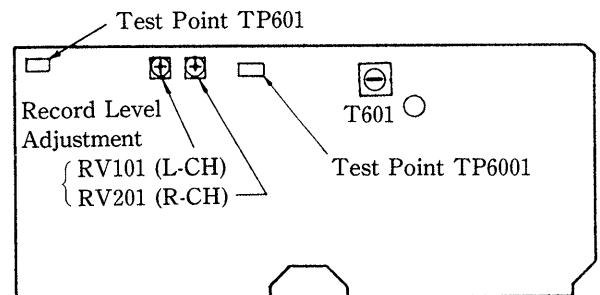 Test Point TP601
T601
Record Level
Adjustment
RV101 (L-CH)
RV201 (R-CH)
Test Point TP6001